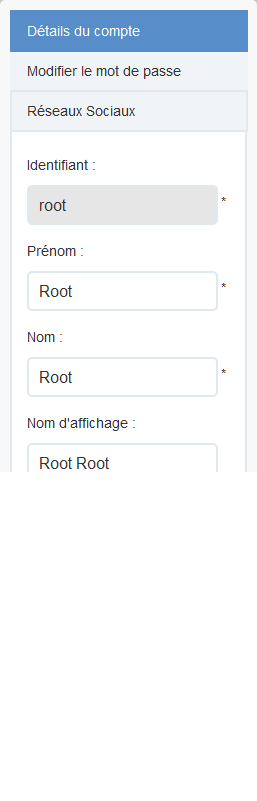 Détails du compte
Modifier le mot de passe
Réseaux Sociaux
Identifiant :
root *
Prénom :
Root *
Nom :
Root *
Nom d'affichage :
Root Root